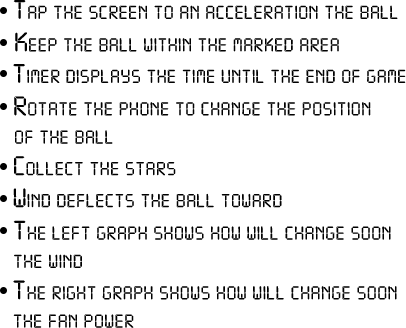 • Tap the screen to an acceleration the ball
• Keep the ball within the marked area
• Timer displays the time until the end of game
• Rotate the phone to change the position
of the ball
• Collect the stars
• Wind deflects the ball toward
• The left graph shows how will change soon
the wind
• The right graph shows how will change soon
the fan power